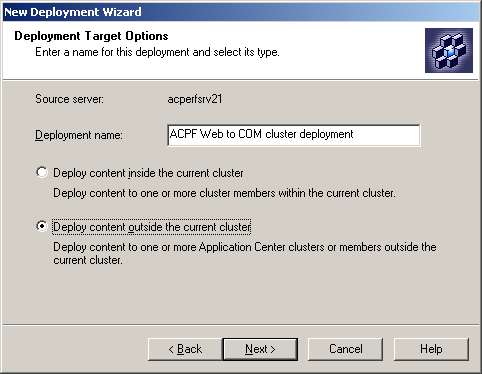 New Deployment Wizard
Deployment Target Options
Enter a name for this deployment and select its type.
Source server: acperfsrv21
Deployment name: ACPF Web to COM cluster deployment
Deploy content inside the current cluster
Deploy content to one or more cluster members within the current cluster.
Deploy content outside the current cluster
Deploy content to one or more Application Center clusters or members outside the
current cluster.
< Back Next > Cancel Help